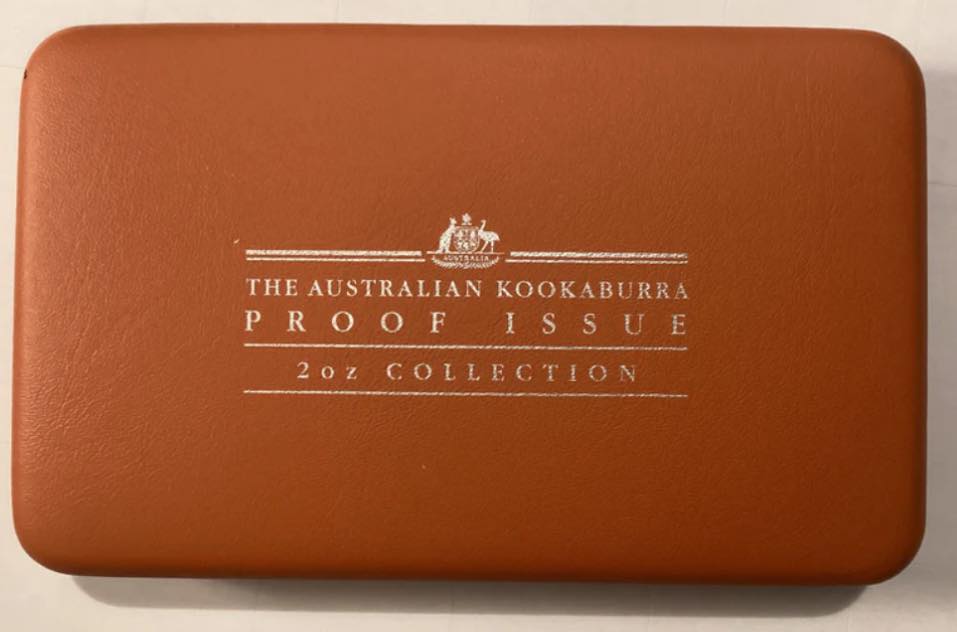 AUSTRALIA
THE AUSTRALIAN KOOKABURRA
PROOF ISSUE
2oz COLLECTION